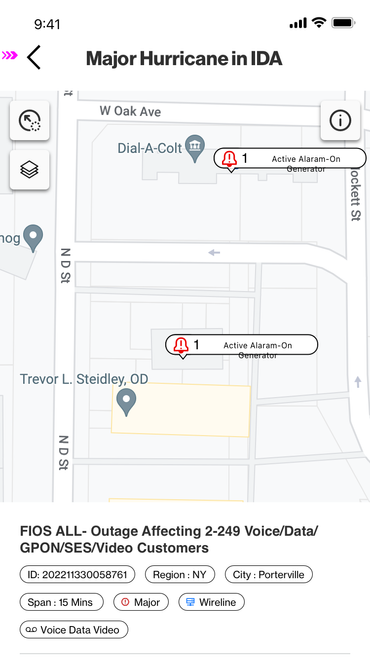 9:41
Major Hurricane in IDA
W Oak Ave
Dial-A-Colt
1 Active Alaram-On
Generator
ockett St
nog
N D St
1 Active Alaram-On
Generator
Trevor L. Steidley, OD
N D St
FIOS ALL- Outage Affecting 2-249 Voice/Data/
GPON/SES/Video Customers
ID: 202211330058761 Region : NY City : Porterville
Span : 15 Mins Major Wireline
Voice Data Video